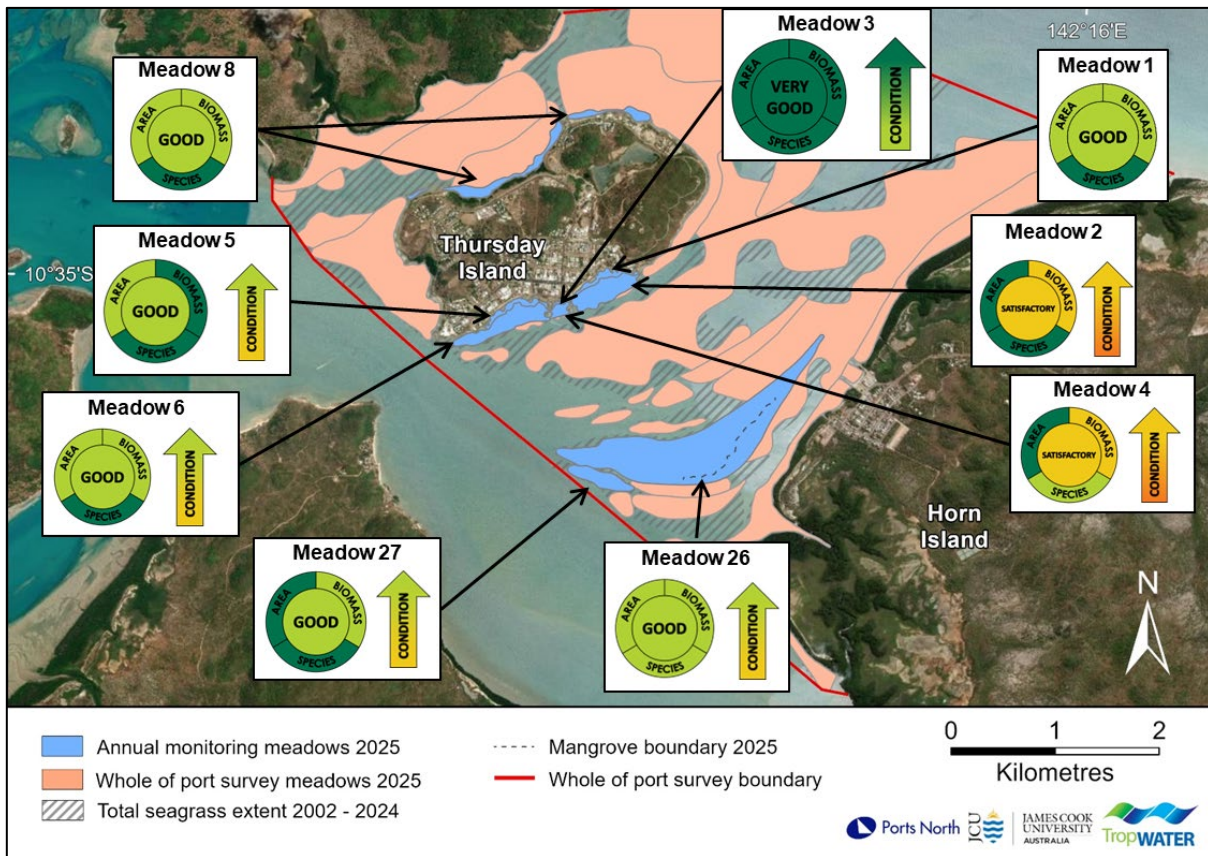 142°16'E
Meadow 3
AREA
BIOMASS
VERY
GOOD
SPECIES
CONDITION
Meadow 8
AREA
BIOMASS
GOOD
SPECIES
Meadow 1
AREA
BIOMASS
GOOD
SPECIES
Meadow 5
AREA
BIOMASS
GOOD
SPECIES
CONDITION
10°35'S
Thursday
Island
Meadow 2
AREA
BIOMASS
SATISFACTORY
SPECIES
CONDITION
Meadow 6
AREA
BIOMASS
GOOD
SPECIES
CONDITION
Meadow 4
AREA
BIOMASS
SATISFACTORY
SPECIES
CONDITION
Meadow 27
AREA
BIOMASS
GOOD
SPECIES
CONDITION
Meadow 26
AREA
BIOMASS
GOOD
SPECIES
CONDITION
Horn
Island
N
Annual monitoring meadows 2025
Whole of port survey meadows 2025
Total seagrass extent 2002 - 2024
Mangrove boundary 2025
Whole of port survey boundary
0 1 2
Kilometres
Ports North
JCU
JAMES COOK
UNIVERSITY
AUSTRALIA
TropWATER